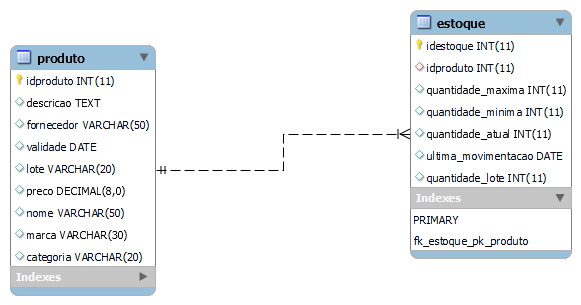 produto
idproduto INT(11)
descricao TEXT
fornecedor VARCHAR(50)
validade DATE
lote VARCHAR(20)
preco DECIMAL(8,0)
nome VARCHAR(50)
marca VARCHAR(30)
categoria VARCHAR(20)
Indexes
estoque
idestoque INT(11)
idproduto INT(11)
quantidade_maxima INT(11)
quantidade_minima INT(11)
quantidade_atual INT(11)
ultima_movimentacao DATE
quantidade_lote INT(11)
Indexes
PRIMARY
fk_estoque_pk_produto